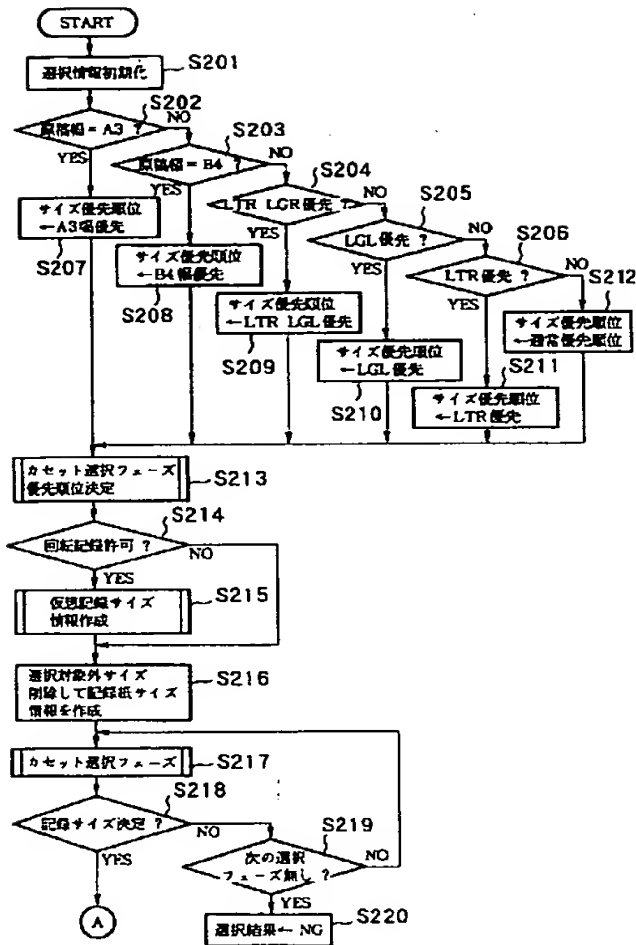 START
選択情報初期化
S201
S202
原稿幅=A3 ?
NO
YES
S203
原稿幅=B4 ?
NO
YES
S204
LTR LGR優先 ?
NO
YES
S205
LGL優先 ?
NO
YES
S206
LTR優先 ?
NO
YES
S212
サイズ優先順位
←通常優先順位
サイズ優先順位
←A3幅優先
S207
サイズ優先順位
←B4幅優先
S208
サイズ優先順位
←LTR LGL優先
S209
サイズ優先順位
←LGL優先
S210
S211
サイズ優先順位
←LTR優先
カセット選択フェーズ
優先順位決定
S213
S214
回転記録許可 ?
NO
YES
仮想記録サイズ
情報作成
S215
選択対象外サイズ
削除して記録紙サイズ
情報を作成
S216
カセット選択フェーズ
S217
S218
記録サイズ決定 ?
NO
YES
S219
次の選択
フェーズ無し ?
NO
YES
A
選択結果← NG
S220